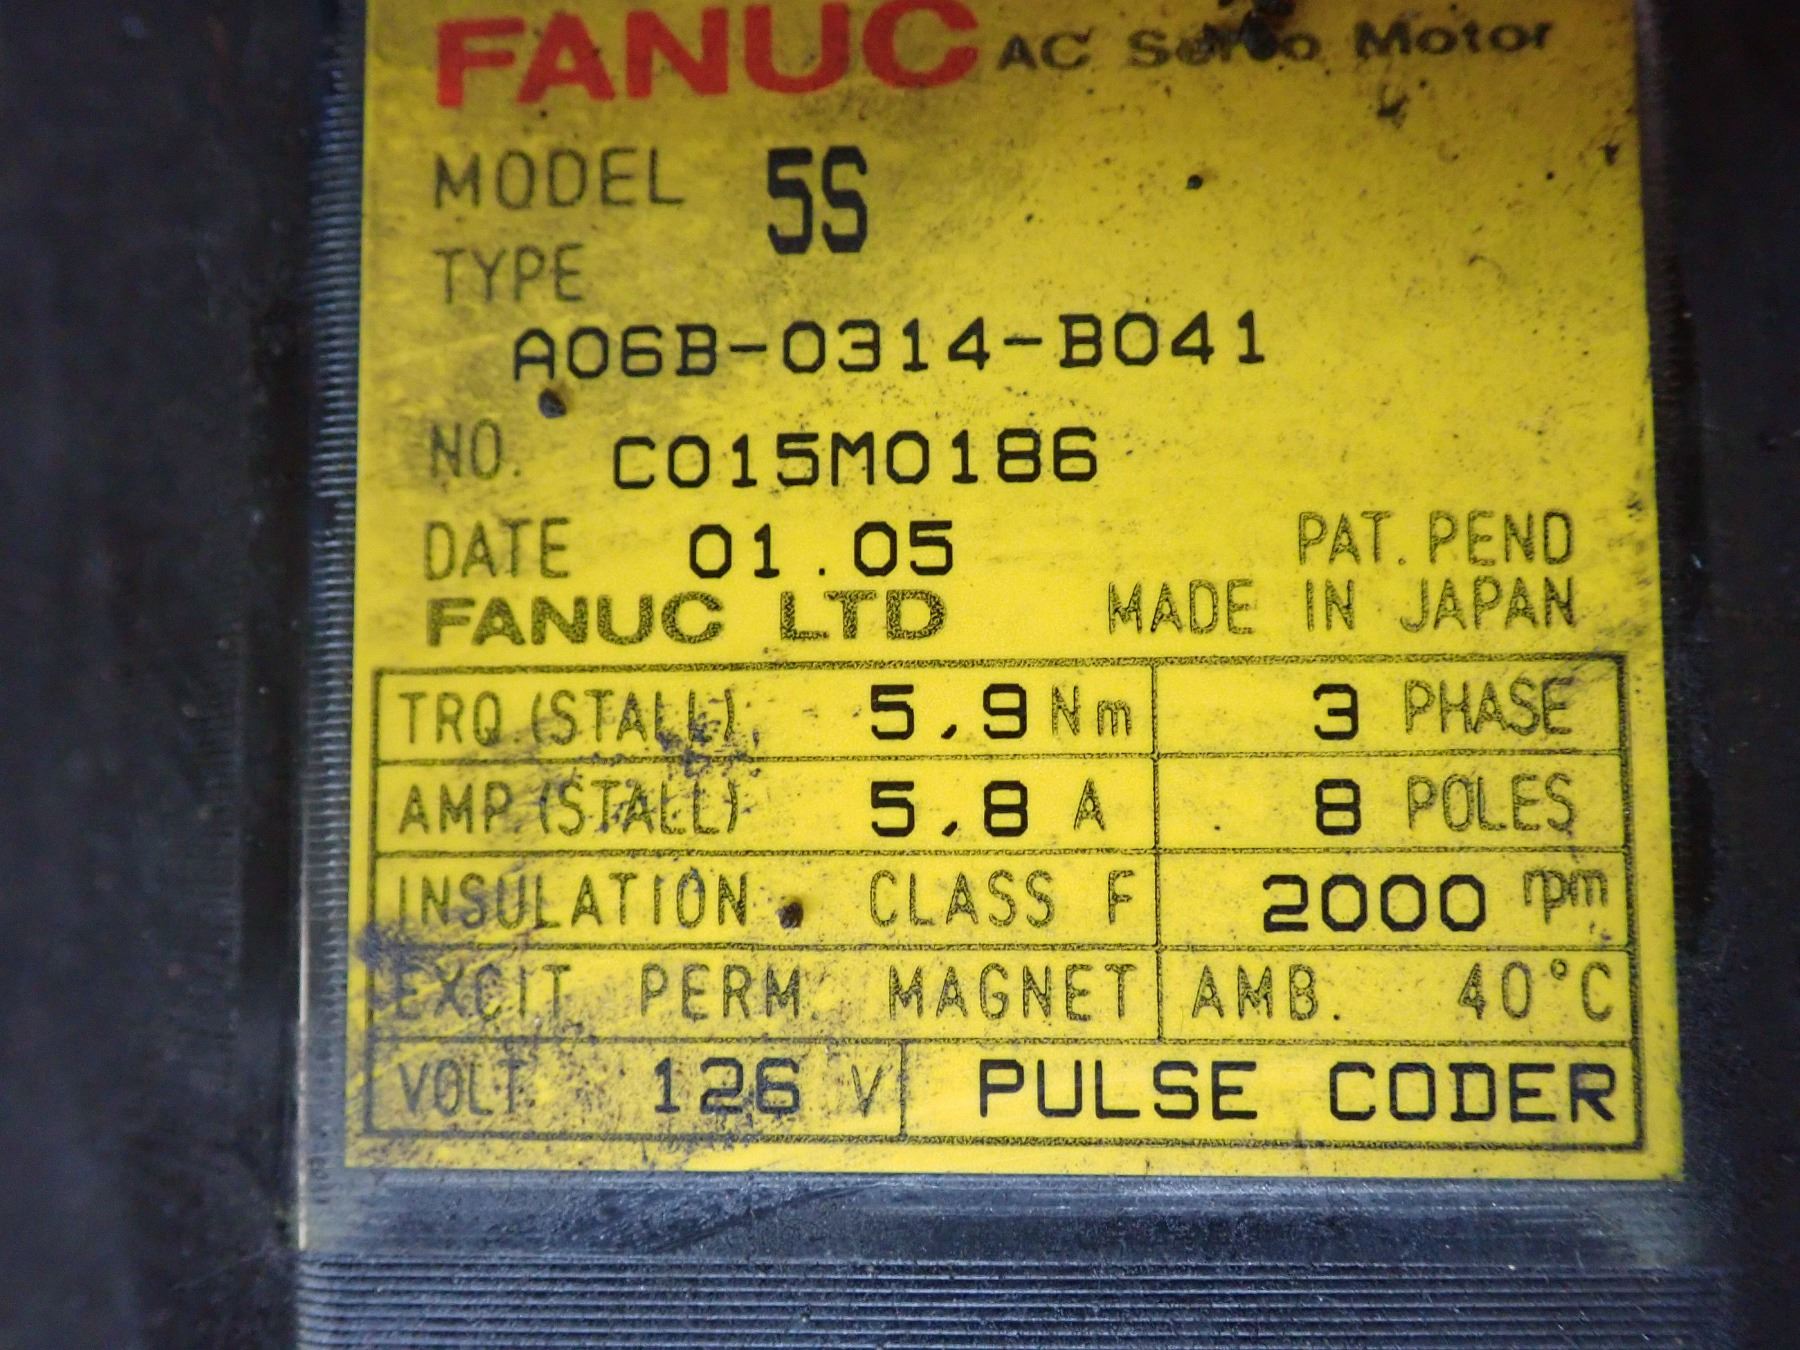 FANUC AC Servo Motor
MODEL 5S
TYPE
A06B-0314-B041
NO. C015M0186
DATE 01.05 PAT. PEND
FANUC LTD MADE IN JAPAN
TRQ.(STALL) 5.9 Nm 3 PHASE
AMP.(STALL) 5.8 A 8 POLES
INSULATION CLASS F 2000 rpm
EXCIT PERM. MAGNET AMB. 40°C
VOLT. 126 V PULSE CODER